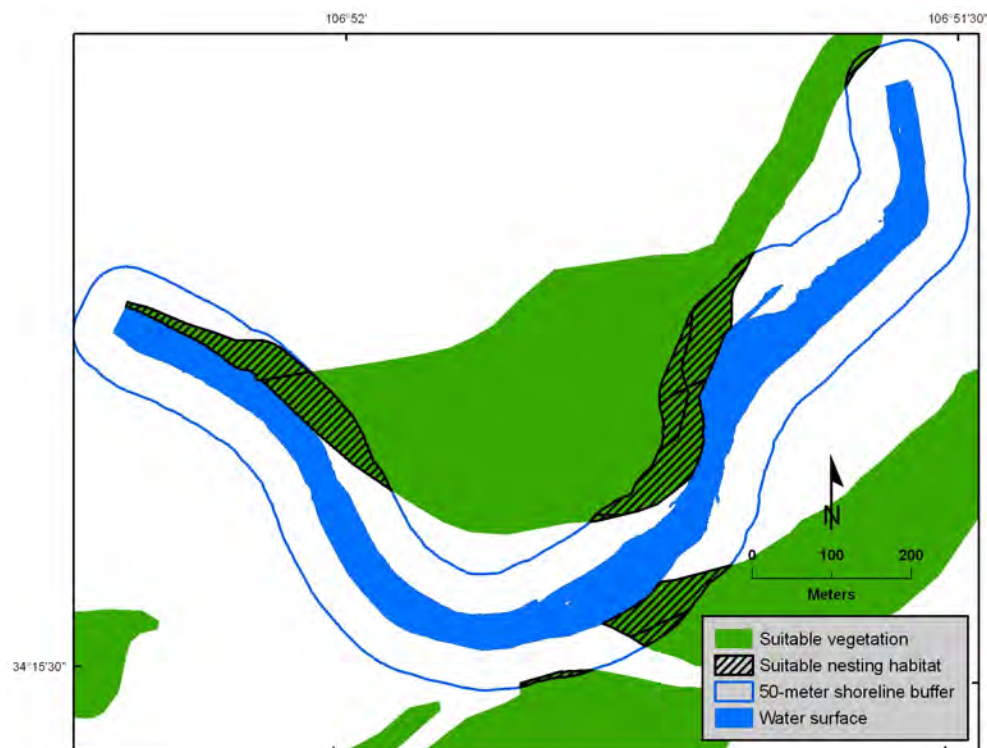 106°52'
106°51'30"
N
0 100 200
Meters
Suitable vegetation
Suitable nesting habitat
50-meter shoreline buffer
Water surface
34°15'30"